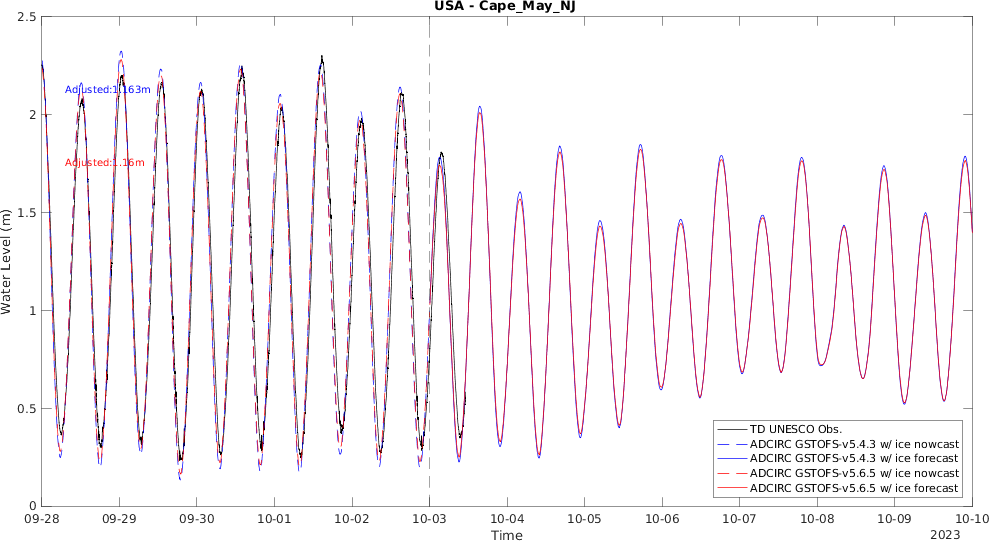 USA - Cape_May_NJ
2.5
2
1.5
1
0.5
0
Water Level (m)
Adjusted:1.163m
Adjusted:1.16m
TD UNESCO Obs.
ADCIRC GSTOFS-v5.4.3 w/ ice nowcast
ADCIRC GSTOFS-v5.4.3 w/ ice forecast
ADCIRC GSTOFS-v5.6.5 w/ ice nowcast
ADCIRC GSTOFS-v5.6.5 w/ ice forecast
09-28 09-29 09-30 10-01 10-02 10-03 10-04 10-05 10-06 10-07 10-08 10-09 10-10
Time
2023